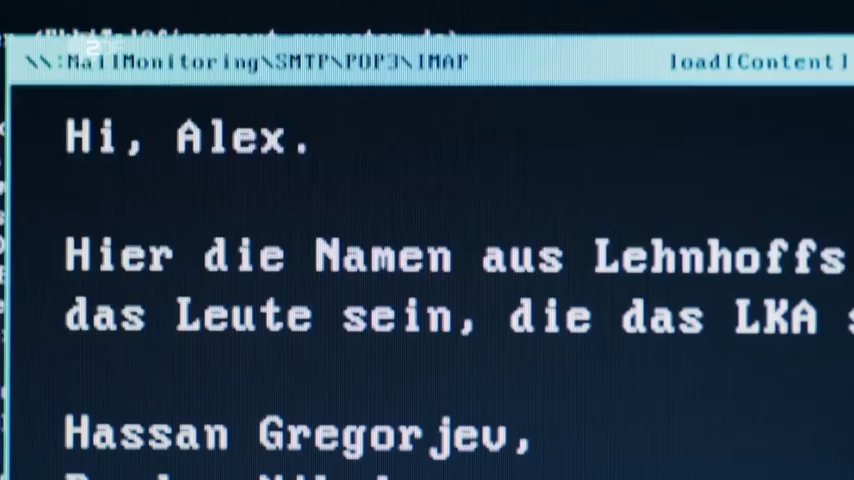 ZDF
\\:MailMonitoring\SMTP\POP3\IMAP load[Content]
Hi, Alex.
Hier die Namen aus Lehnhoffs
das Leute sein, die das LKA
Hassan Gregorjev,